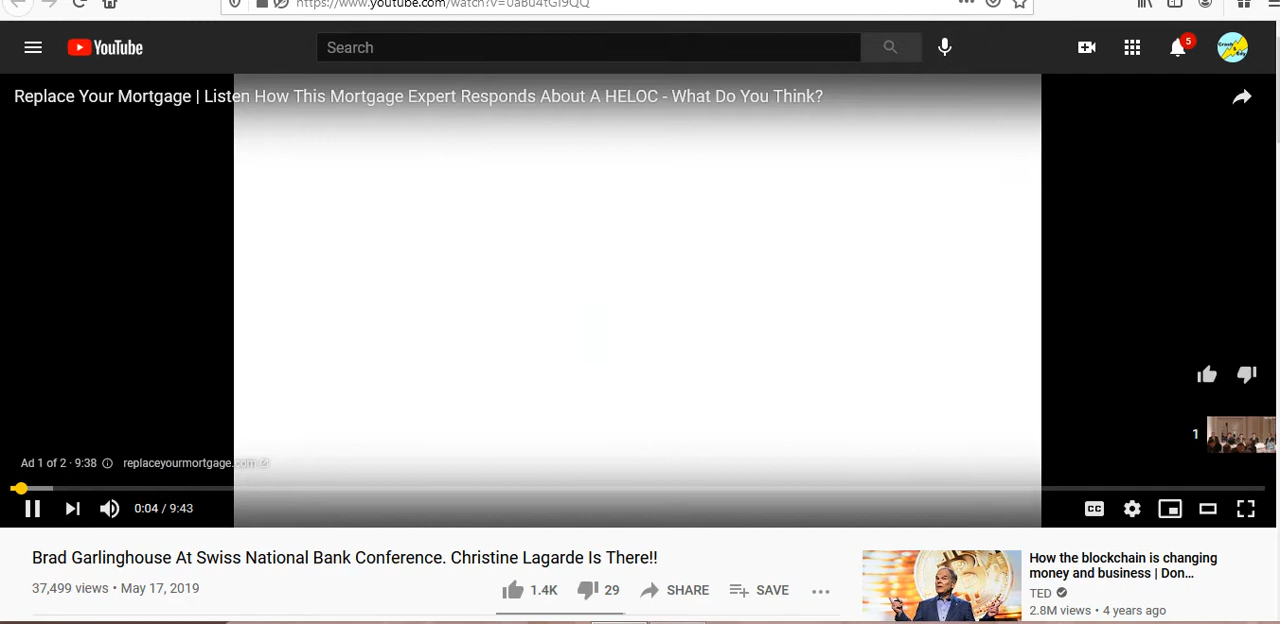 https://www.youtube.com/watch?v=0aB04tGI9QQ
YouTube
Search
5
Replace Your Mortgage | Listen How This Mortgage Expert Responds About A HELOC - What Do You Think?
1
Ad 1 of 2 · 9:38
replaceyourmortgage.com
0:04 / 9:43
CC
Brad Garlinghouse At Swiss National Bank Conference. Christine Lagarde Is There!!
37,499 views • May 17, 2019
1.4K
29
SHARE
SAVE
How the blockchain is changing
money and business | Don...
TED
2.8M views • 4 years ago